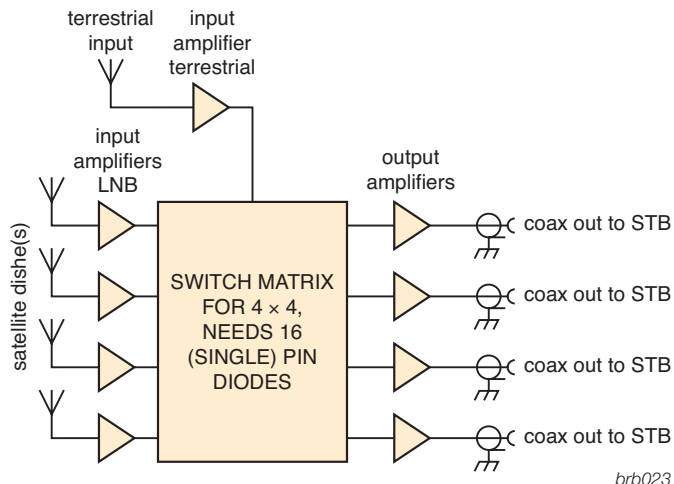 terrestrial
input
input
amplifier
terrestrial
input
amplifiers
LNB
output
amplifiers
satellite dishe(s)
SWITCH MATRIX
FOR 4 × 4,
NEEDS 16
(SINGLE) PIN
DIODES
coax out to STB
coax out to STB
coax out to STB
coax out to STB
brb023